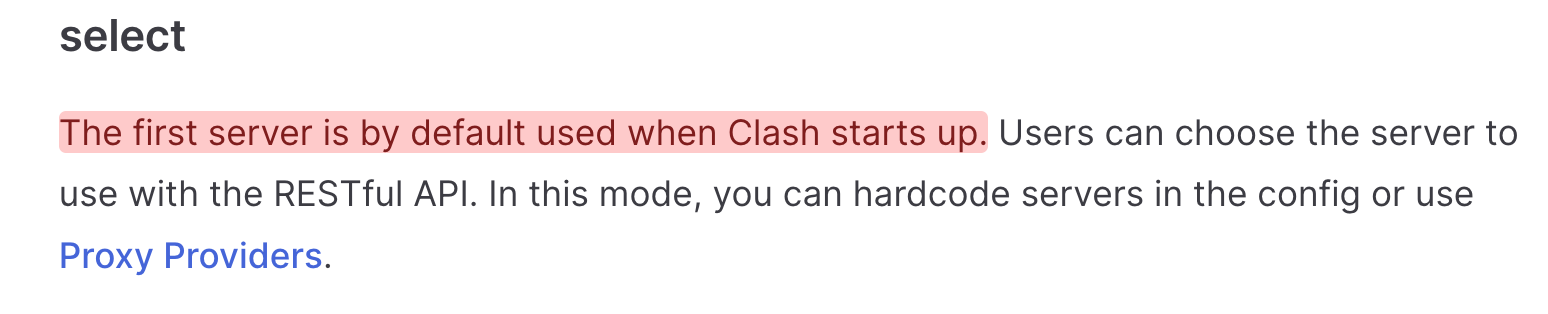 select
The first server is by default used when Clash starts up. Users can choose the server to
use with the RESTful API. In this mode, you can hardcode servers in the config or use
Proxy Providers.